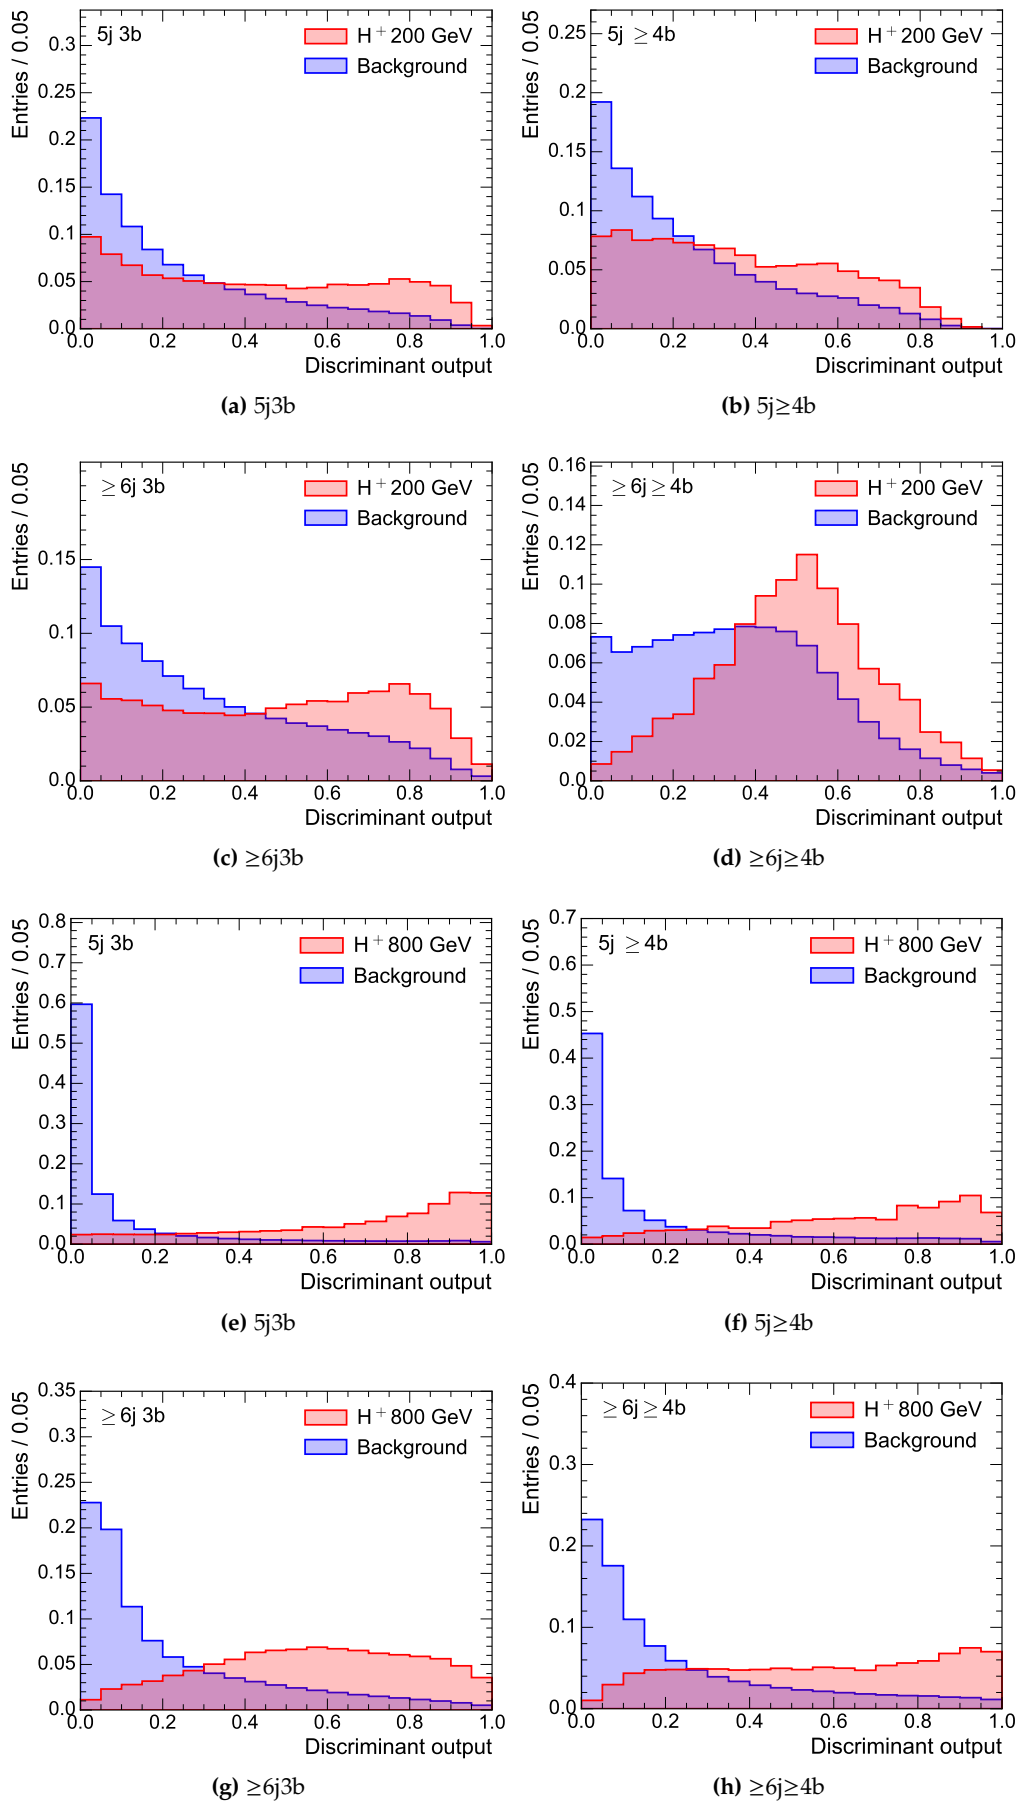 5j 3b
H⁺ 200 GeV
Background
Entries / 0.05
0.3
0.25
0.2
0.15
0.1
0.05
0.0
0.0 0.2 0.4 0.6 0.8 1.0
Discriminant output
(a) 5j3b
5j ≥4b
H⁺ 200 GeV
Background
Entries / 0.05
0.25
0.2
0.15
0.1
0.05
0.0
0.0 0.2 0.4 0.6 0.8 1.0
Discriminant output
(b) 5j≥4b
≥6j 3b
H⁺ 200 GeV
Background
Entries / 0.05
0.15
0.1
0.05
0.0
0.0 0.2 0.4 0.6 0.8 1.0
Discriminant output
(c) ≥6j3b
≥6j ≥4b
H⁺ 200 GeV
Background
Entries / 0.05
0.16
0.14
0.12
0.1
0.08
0.06
0.04
0.02
0.0
0.0 0.2 0.4 0.6 0.8 1.0
Discriminant output
(d) ≥6j≥4b
5j 3b
H⁺ 800 GeV
Background
Entries / 0.05
0.8
0.7
0.6
0.5
0.4
0.3
0.2
0.1
0.0
0.0 0.2 0.4 0.6 0.8 1.0
Discriminant output
(e) 5j3b
5j ≥4b
H⁺ 800 GeV
Background
Entries / 0.05
0.7
0.6
0.5
0.4
0.3
0.2
0.1
0.0
0.0 0.2 0.4 0.6 0.8 1.0
Discriminant output
(f) 5j≥4b
≥6j 3b
H⁺ 800 GeV
Background
Entries / 0.05
0.35
0.3
0.25
0.2
0.15
0.1
0.05
0.0
0.0 0.2 0.4 0.6 0.8 1.0
Discriminant output
(g) ≥6j3b
≥6j ≥4b
H⁺ 800 GeV
Background
Entries / 0.05
0.4
0.3
0.2
0.1
0.0
0.0 0.2 0.4 0.6 0.8 1.0
Discriminant output
(h) ≥6j≥4b